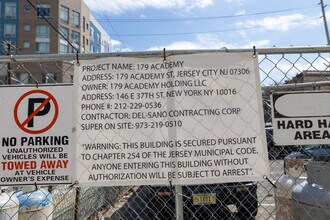 PROJECT NAME: 179 ACADEMY
ADDRESS: 179 ACADEMY ST, JERSEY CITY NJ 07306
OWNER: 179 ACADEMY HOLDING LLC
ADDRESS: 146 E 37TH ST, NEW YORK NY 10016
PHONE #: 212-229-0536
CONTRACTOR: DEL-SANO CONTRACTING CORP
SUPER ON SITE: 973-219-0510
"WARNING: THIS BUILDING IS SECURED PURSUANT
TO CHAPTER 254 OF THE JERSEY MUNICIPAL CODE.
ANYONE ENTERING THIS BUILDING WITHOUT
AUTHORIZATION WILL BE SUBJECT TO ARREST"
P
NO PARKING
UNAUTHORIZED
VEHICLES WILL BE
TOWED AWAY
AT VEHICLE
OWNER'S EXPENSE
HARD HA
AREA